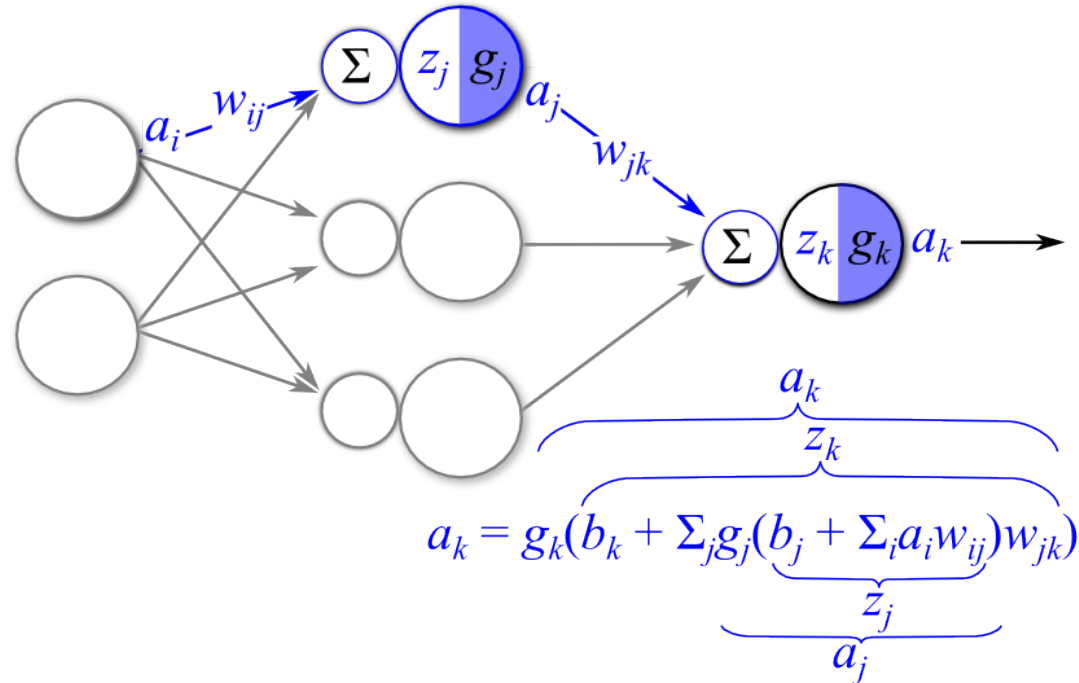 Σ z_j g_j
a_i w_ij a_j
w_jk
Σ z_k g_k a_k
a_k
z_k
a_k = g_k(b_k + Σ_j g_j(b_j + Σ_i a_i w_ij)w_jk)
z_j
a_j